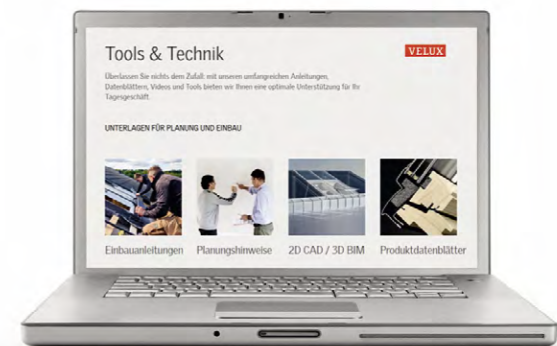 Tools & Technik
VELUX
Überlassen Sie nichts dem Zufall: mit unseren umfangreichen Anleitungen,
Datenblättern, Videos und Tools bieten wir Ihnen eine optimale Unterstützung für Ihr
Tagesgeschäft.
UNTERLAGEN FÜR PLANUNG UND EINBAU
Einbauanleitungen Planungshinweise 2D CAD / 3D BIM Produktdatenblätter